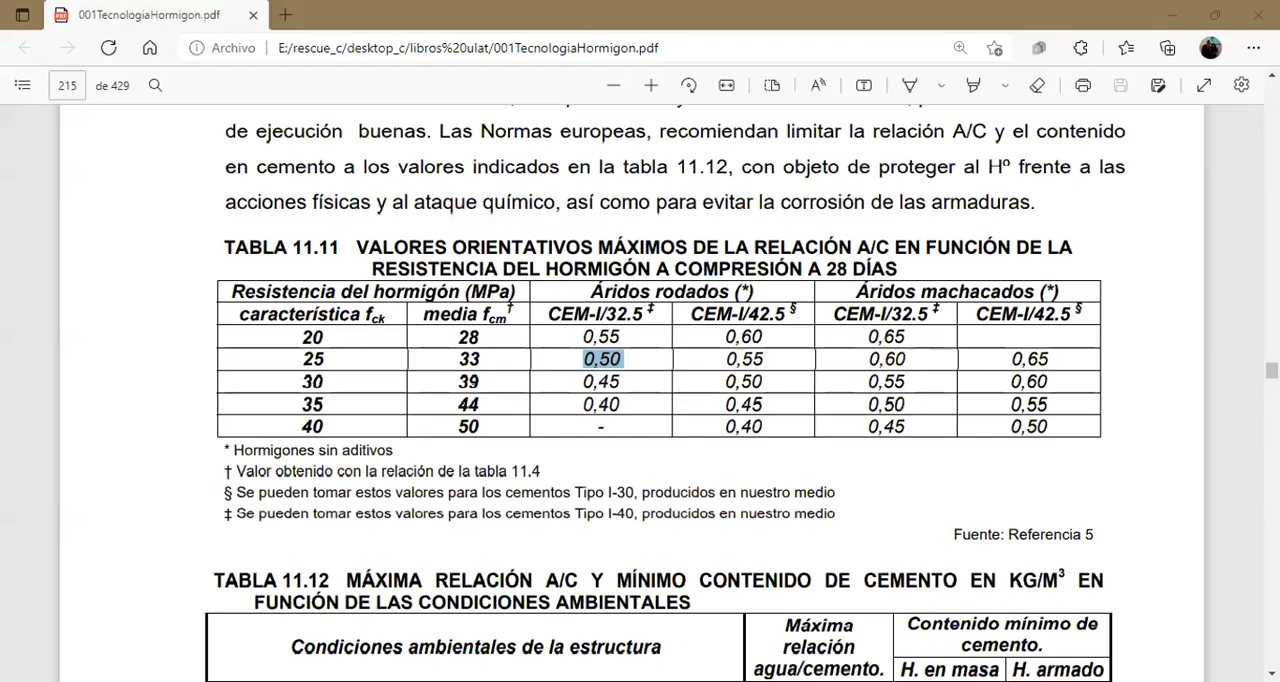 001TecnologiaHormigon.pdf
Archivo | E:/rescue_c/desktop_c/libros%20ulat/001TecnologiaHormigon.pdf
215 de 429
de ejecución buenas. Las Normas europeas, recomiendan limitar la relación A/C y el contenido
en cemento a los valores indicados en la tabla 11.12, con objeto de proteger al Hº frente a las
acciones físicas y al ataque químico, así como para evitar la corrosión de las armaduras.
TABLA 11.11 VALORES ORIENTATIVOS MÁXIMOS DE LA RELACIÓN A/C EN FUNCIÓN DE LA
RESISTENCIA DEL HORMIGÓN A COMPRESIÓN A 28 DÍAS
Resistencia del hormigón (MPa) Áridos rodados (*) Áridos machacados (*)
característica fck media fcm† CEM-I/32.5 ‡ CEM-I/42.5 § CEM-I/32.5 ‡ CEM-I/42.5 §
20 28 0,55 0,60 0,65
25 33 0,50 0,55 0,60 0,65
30 39 0,45 0,50 0,55 0,60
35 44 0,40 0,45 0,50 0,55
40 50 - 0,40 0,45 0,50
* Hormigones sin aditivos
† Valor obtenido con la relación de la tabla 11.4
§ Se pueden tomar estos valores para los cementos Tipo I-30, producidos en nuestro medio
‡ Se pueden tomar estos valores para los cementos Tipo I-40, producidos en nuestro medio
Fuente: Referencia 5
TABLA 11.12 MÁXIMA RELACIÓN A/C Y MÍNIMO CONTENIDO DE CEMENTO EN KG/M3 EN
FUNCIÓN DE LAS CONDICIONES AMBIENTALES
Condiciones ambientales de la estructura
Máxima
relación
agua/cemento.
Contenido mínimo de
cemento.
H. en masa H. armado